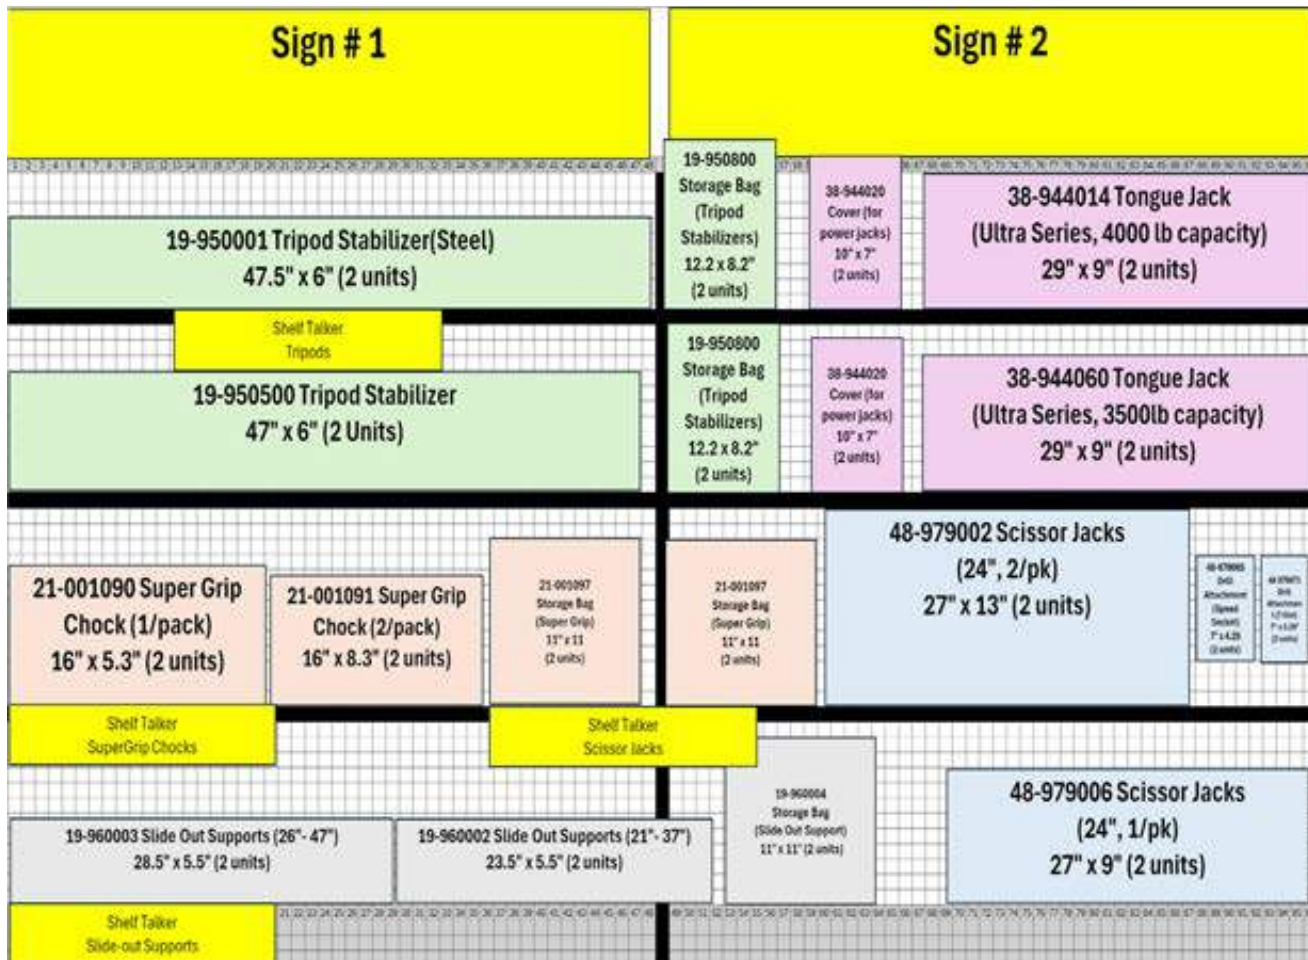 Sign # 1
Sign # 2
19-950001 Tripod Stabilizer(Steel)
47.5" x 6" (2 units)
19-950800
Storage Bag
(Tripod
Stabilizers)
12.2 x 8.2"
(2 units)
38-944020
Cover (for
power jacks)
10" x 7"
(2 units)
38-944014 Tongue Jack
(Ultra Series, 4000 lb capacity)
29" x 9" (2 units)
Shelf Talker
Tripods
19-950500 Tripod Stabilizer
47" x 6" (2 Units)
19-950800
Storage Bag
(Tripod
Stabilizers)
12.2 x 8.2"
(2 units)
38-944020
Cover (for
power jacks)
10" x 7"
(2 units)
38-944060 Tongue Jack
(Ultra Series, 3500lb capacity)
29" x 9" (2 units)
21-001090 Super Grip
Chock (1/pack)
16" x 5.3" (2 units)
21-001091 Super Grip
Chock (2/pack)
16" x 8.3" (2 units)
21-001097
Storage Bag
(Super Grip)
11" x 11
(2 units)
21-001097
Storage Bag
(Super Grip)
11" x 11
(2 units)
48-979002 Scissor Jacks
(24", 2/pk)
27" x 13" (2 units)
Drill
Attachment
(Speed
Socket)
(2 units)
Shelf Talker
SuperGrip Chocks
Shelf Talker
Scissor Jacks
19-960003 Slide Out Supports (26"- 47")
28.5" x 5.5" (2 units)
19-960002 Slide Out Supports (21"- 37")
23.5" x 5.5" (2 units)
19-960004
Storage Bag
(Slide Out Support)
11" x 11" (2 units)
48-979006 Scissor Jacks
(24", 1/pk)
27" x 9" (2 units)
Shelf Talker
Slide-out Supports